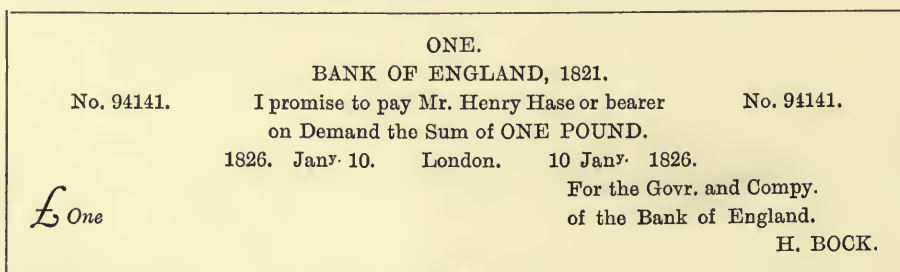 ONE.
BANK OF ENGLAND, 1821.
No. 94141. I promise to pay Mr. Henry Hase or bearer No. 94141.
on Demand the Sum of ONE POUND.
1826. Janʸ· 10. London. 10 Janʸ· 1826.
For the Govr. and Compy.
£ One of the Bank of England.
H. BOCK.